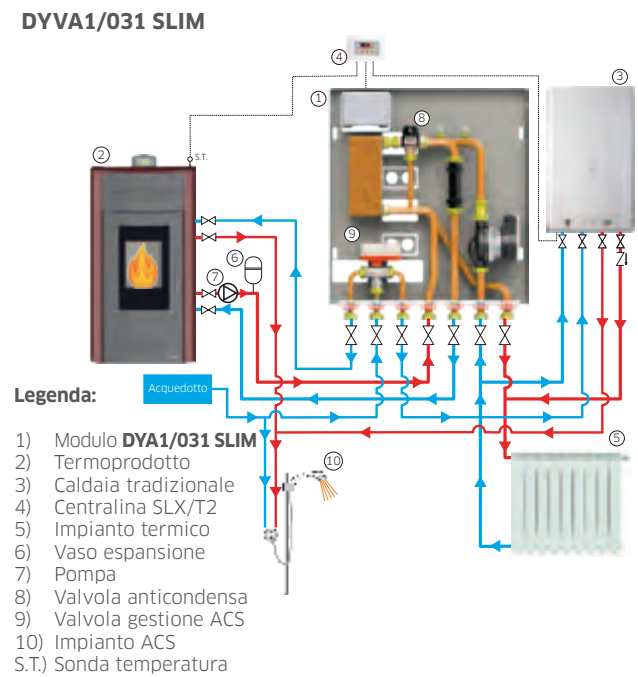 DYVA1/031 SLIM
4
3
1
8
2
S.T.
9
6
7
Acquedotto
Legenda:
1) Modulo DYA1/031 SLIM
2) Termoprodotto
3) Caldaia tradizionale
4) Centralina SLX/T2
5) Impianto termico
6) Vaso espansione
7) Pompa
8) Valvola anticondensa
9) Valvola gestione ACS
10) Impianto ACS
S.T.) Sonda temperatura
10
5